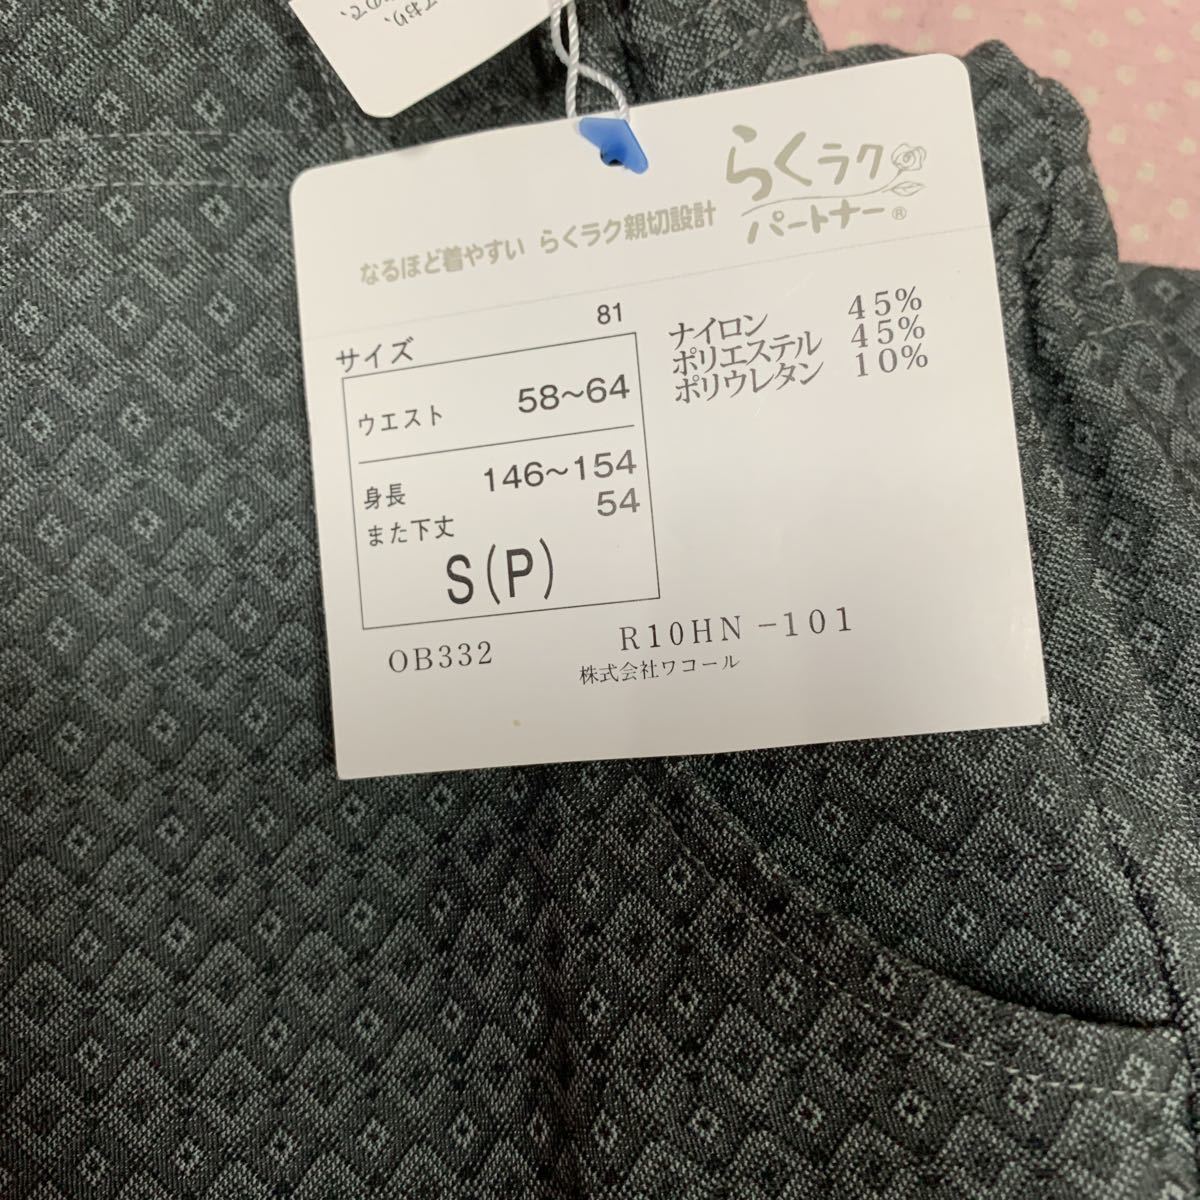 らくラク
パートナー®
なるほど着やすい らくラク親切設計
サイズ 81
ウエスト 58～64
身長 146～154
また下丈 54
S(P)
ナイロン 45%
ポリエステル 45%
ポリウレタン 10%
OB332 R10HN-101
株式会社ワコール